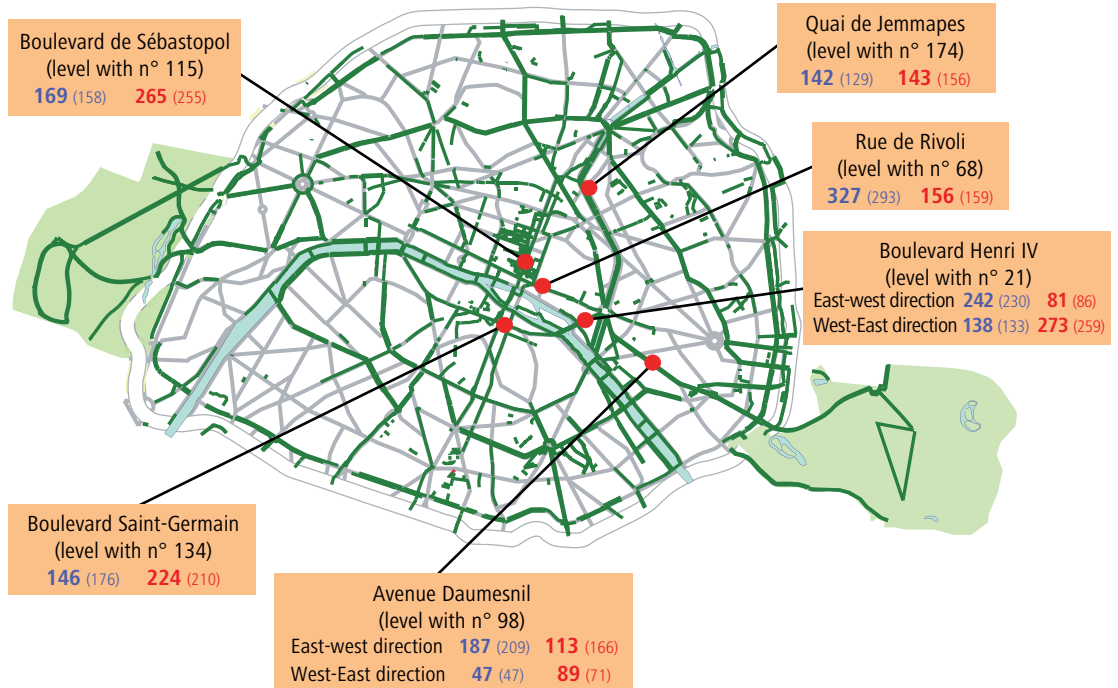 Boulevard de Sébastopol
(level with n° 115)
169 (158) 265 (255)
Quai de Jemmapes
(level with n° 174)
142 (129) 143 (156)
Rue de Rivoli
(level with n° 68)
327 (293) 156 (159)
Boulevard Henri IV
(level with n° 21)
East-west direction 242 (230) 81 (86)
West-East direction 138 (133) 273 (259)
Boulevard Saint-Germain
(level with n° 134)
146 (176) 224 (210)
Avenue Daumesnil
(level with n° 98)
East-west direction 187 (209) 113 (166)
West-East direction 47 (47) 89 (71)